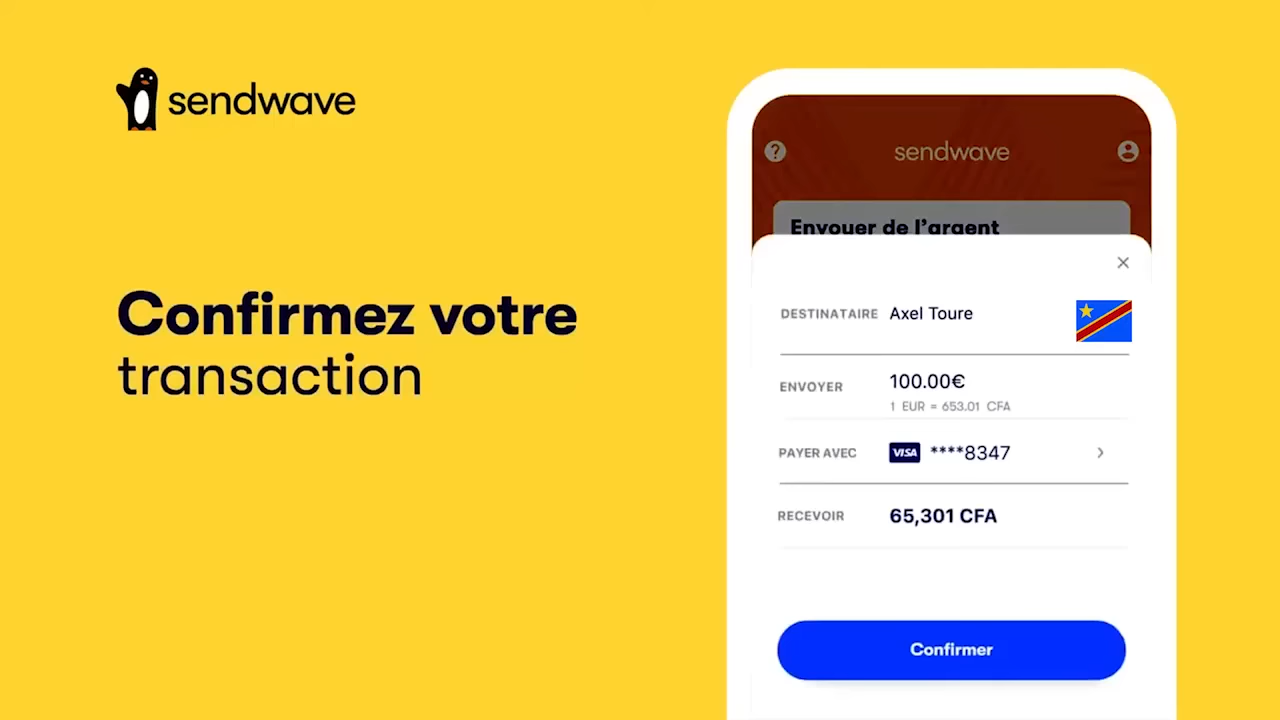 sendwave
Confirmez votre
transaction
? sendwave
Envoyer de l'argent
DESTINATAIRE Axel Toure
ENVOYER 100.00€
1 EUR = 653.01 CFA
PAYER AVEC VISA ****8347
RECEVOIR 65,301 CFA
Confirmer